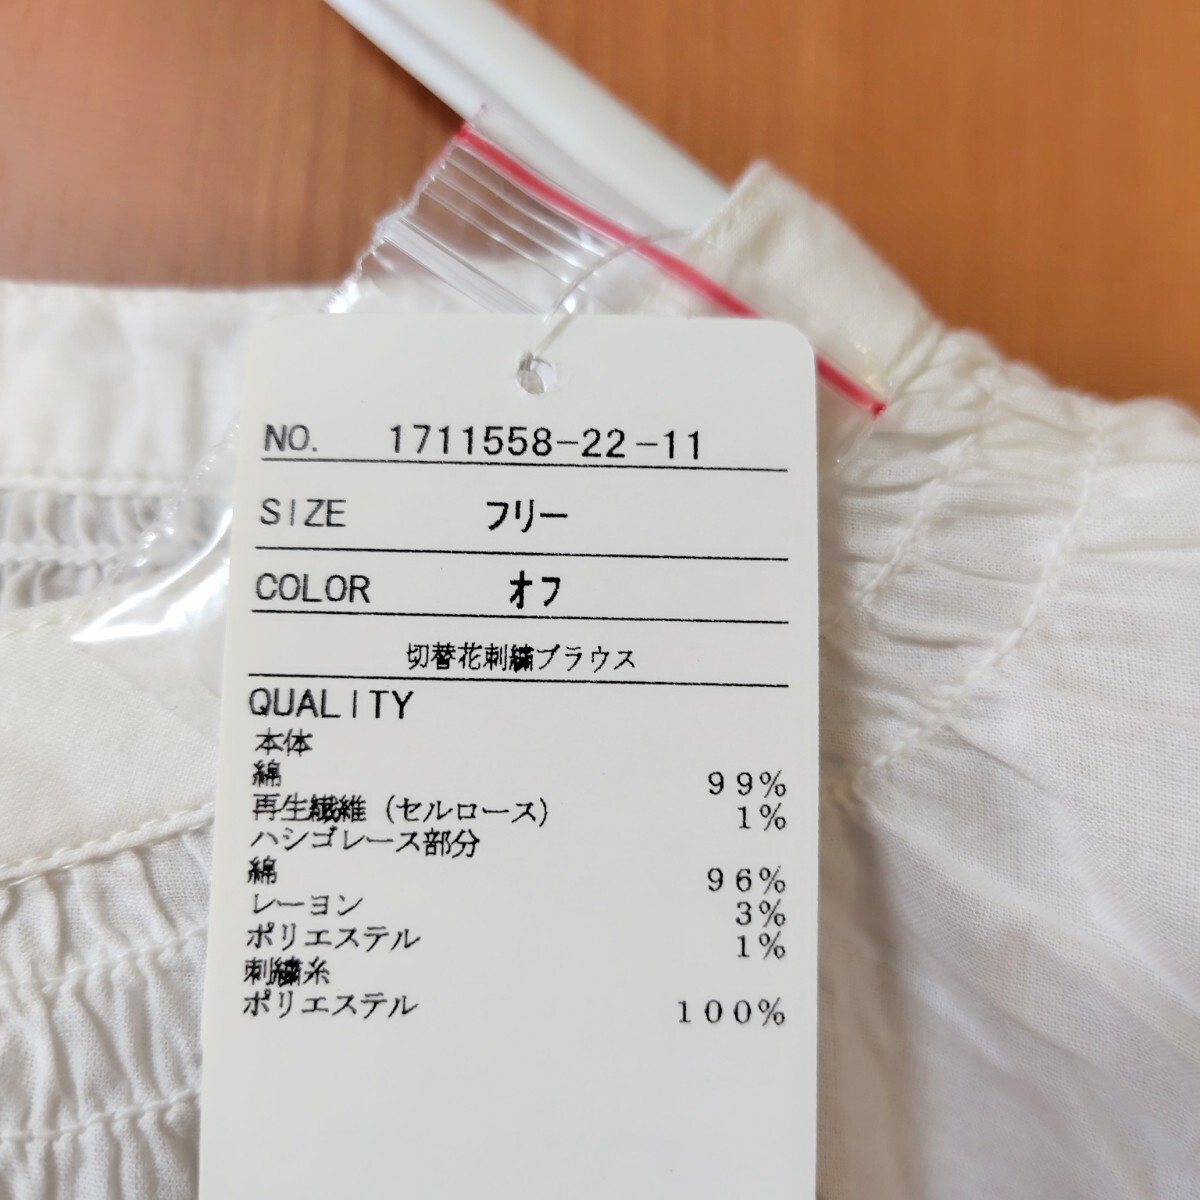 NO. 1711558-22-11
SIZE フリー
COLOR オフ
切替花刺繍ブラウス
QUALITY
本体
綿 99%
再生繊維(セルロース) 1%
ハシゴレース部分
綿 96%
レーヨン 3%
ポリエステル 1%
刺繍糸
ポリエステル 100%